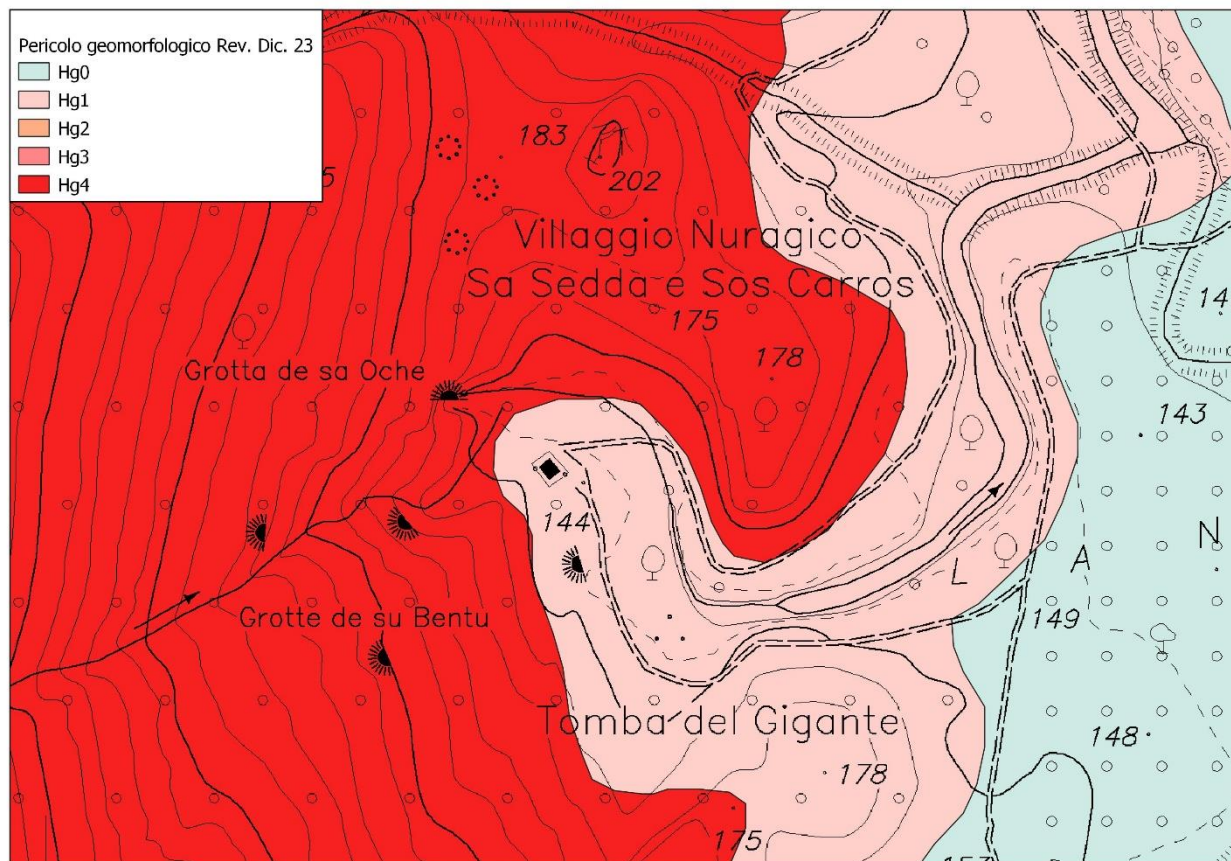 Pericolo geomorfologico Rev. Dic. 23
Hg0
Hg1
Hg2
Hg3
Hg4
183
202
Villaggio Nuragico
Sa Sedda e Sos Carros
175
178
Grotta de sa Oche
143
144
N
A
L
Grotte de su Bentu
149
Tomba del Gigante
148
178
175